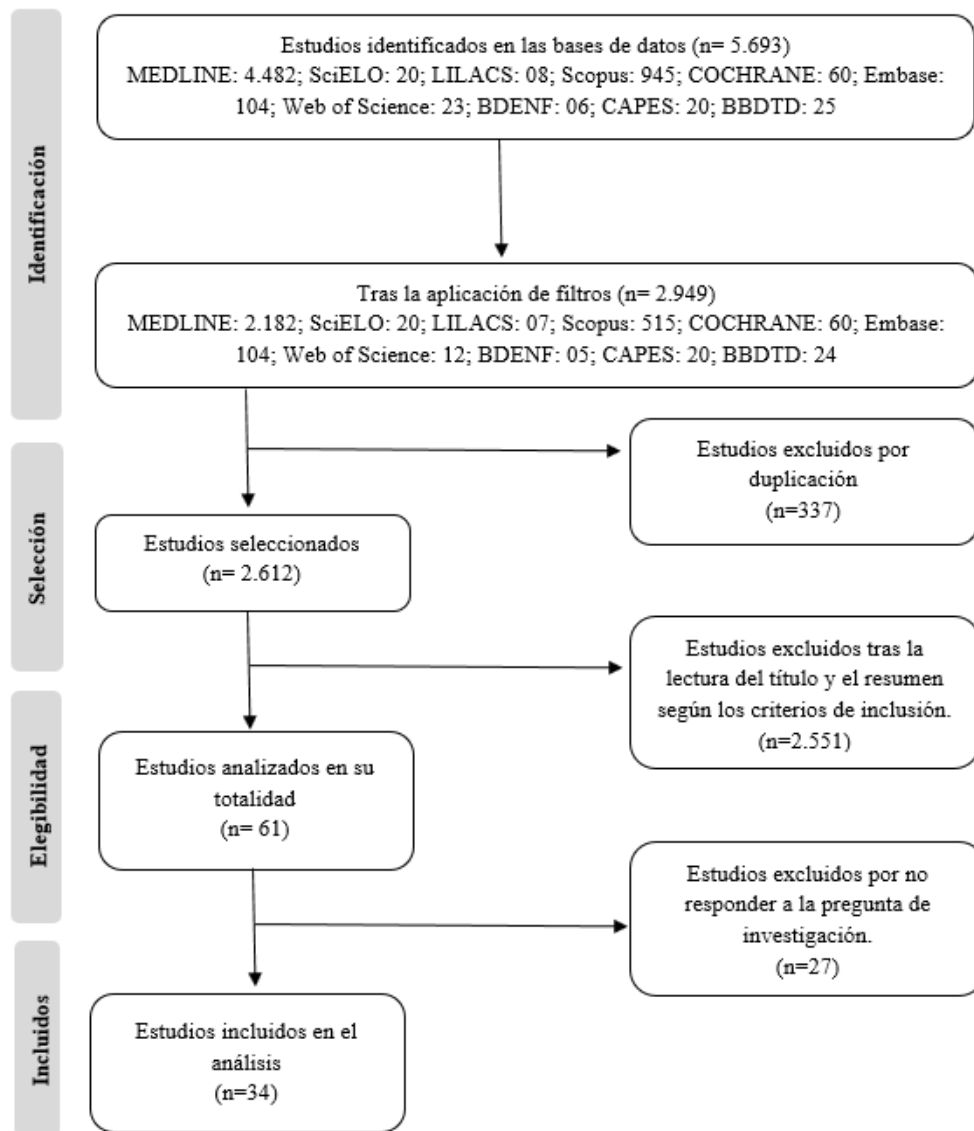 Identificación
Estudios identificados en las bases de datos (n= 5.693)
MEDLINE: 4.482; SciELO: 20; LILACS: 08; Scopus: 945; COCHRANE: 60; Embase:
104; Web of Science: 23; BDENF: 06; CAPES: 20; BBDTD: 25
Tras la aplicación de filtros (n= 2.949)
MEDLINE: 2.182; SciELO: 20; LILACS: 07; Scopus: 515; COCHRANE: 60; Embase:
104; Web of Science: 12; BDENF: 05; CAPES: 20; BBDTD: 24
Selección
Estudios excluidos por
duplicación
(n=337)
Estudios seleccionados
(n= 2.612)
Estudios excluidos tras la
lectura del título y el resumen
según los criterios de inclusión.
(n=2.551)
Elegibilidad
Estudios analizados en su
totalidad
(n= 61)
Estudios excluidos por no
responder a la pregunta de
investigación.
(n=27)
Incluidos
Estudios incluidos en el
análisis
(n=34)